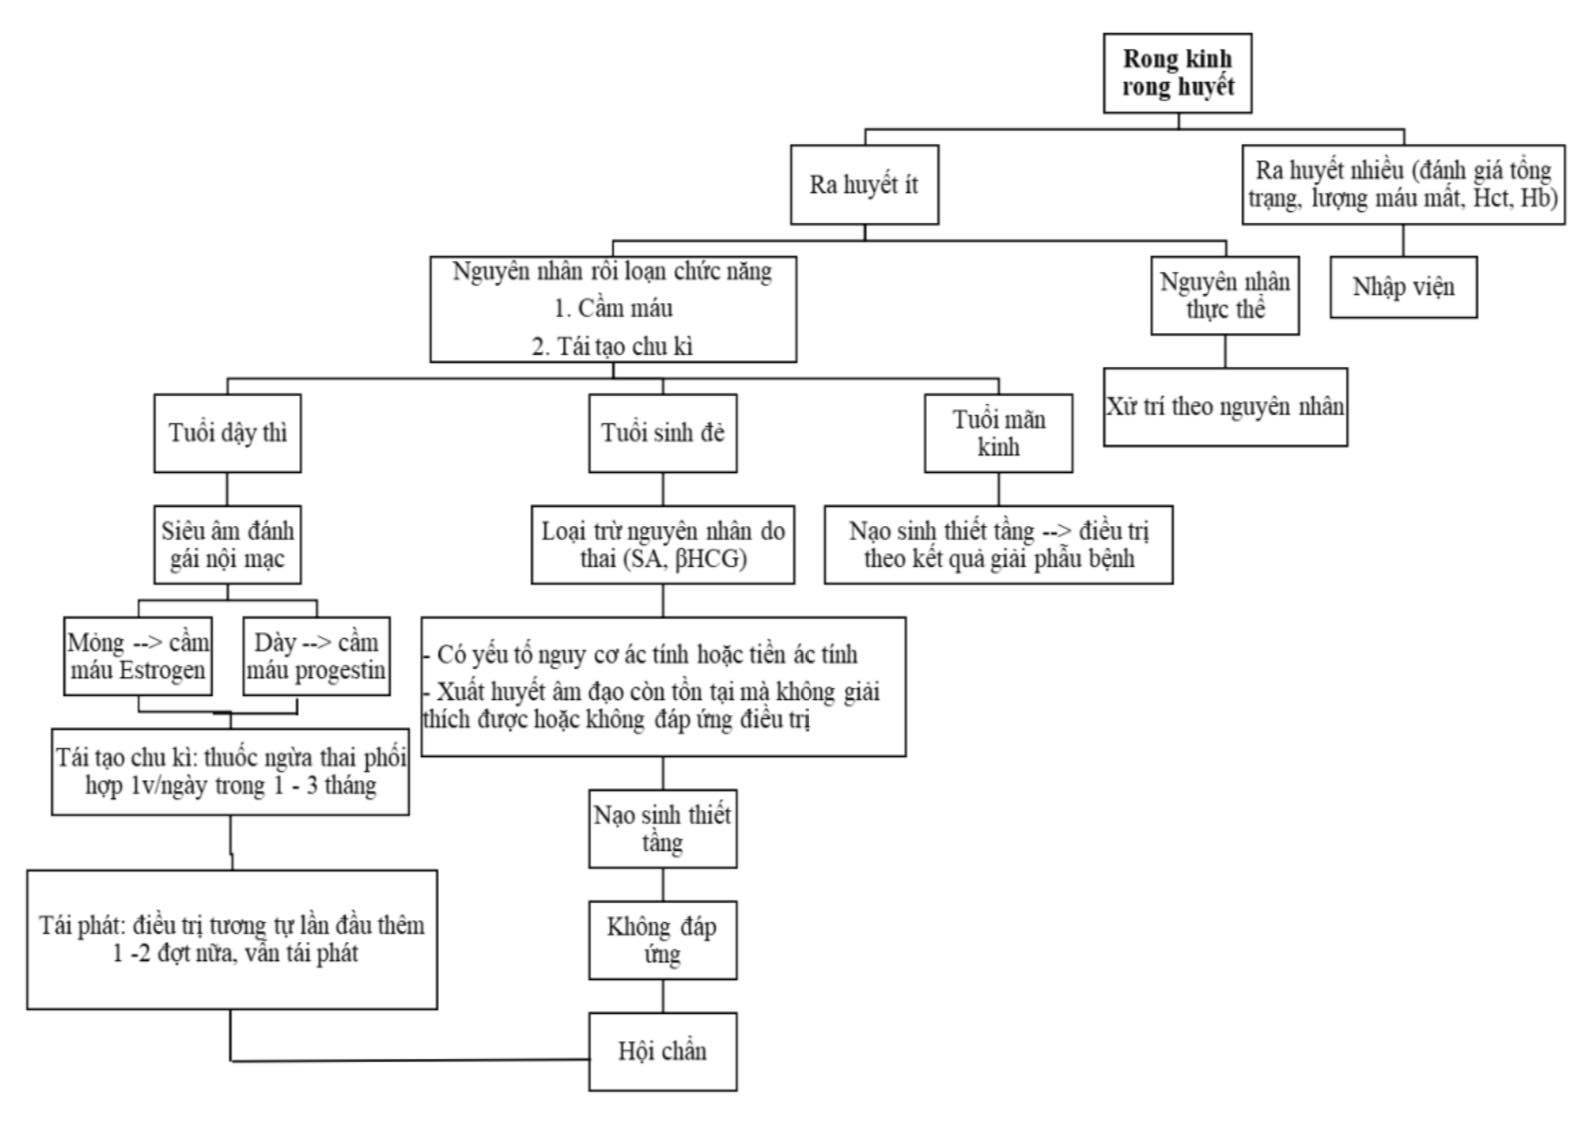 Rong kinh
rong huyết
Ra huyết ít
Ra huyết nhiều (đánh giá tổng
trạng, lượng máu mất, Hct, Hb)
Nguyên nhân rối loạn chức năng
1. Cầm máu
2. Tái tạo chu kì
Nguyên nhân
thực thể
Nhập viện
Xử trí theo nguyên nhân
Tuổi dậy thì
Tuổi sinh đẻ
Tuổi mãn
kinh
Siêu âm đánh
gái nội mạc
Loại trừ nguyên nhân do
thai (SA, βHCG)
Nạo sinh thiết tầng --> điều trị
theo kết quả giải phẫu bệnh
Mỏng --> cầm
máu Estrogen
Dày --> cầm
máu progestin
- Có yếu tố nguy cơ ác tính hoặc tiền ác tính
- Xuất huyết âm đạo còn tồn tại mà không giải
thích được hoặc không đáp ứng điều trị
Tái tạo chu kì: thuốc ngừa thai phối
hợp 1v/ngày trong 1 - 3 tháng
Nạo sinh thiết
tầng
Tái phát: điều trị tương tự lần đầu thêm
1 -2 đợt nữa, vẫn tái phát
Không đáp
ứng
Hội chẩn